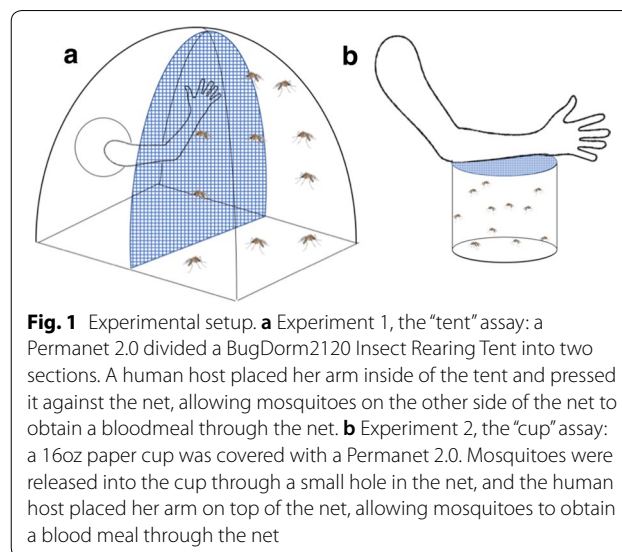 a
b
Fig. 1 Experimental setup. a Experiment 1, the “tent” assay: a
Permanet 2.0 divided a BugDorm2120 Insect Rearing Tent into two
sections. A human host placed her arm inside of the tent and pressed
it against the net, allowing mosquitoes on the other side of the net to
obtain a bloodmeal through the net. b Experiment 2, the “cup” assay:
a 16oz paper cup was covered with a Permanet 2.0. Mosquitoes were
released into the cup through a small hole in the net, and the human
host placed her arm on top of the net, allowing mosquitoes to obtain
a blood meal through the net